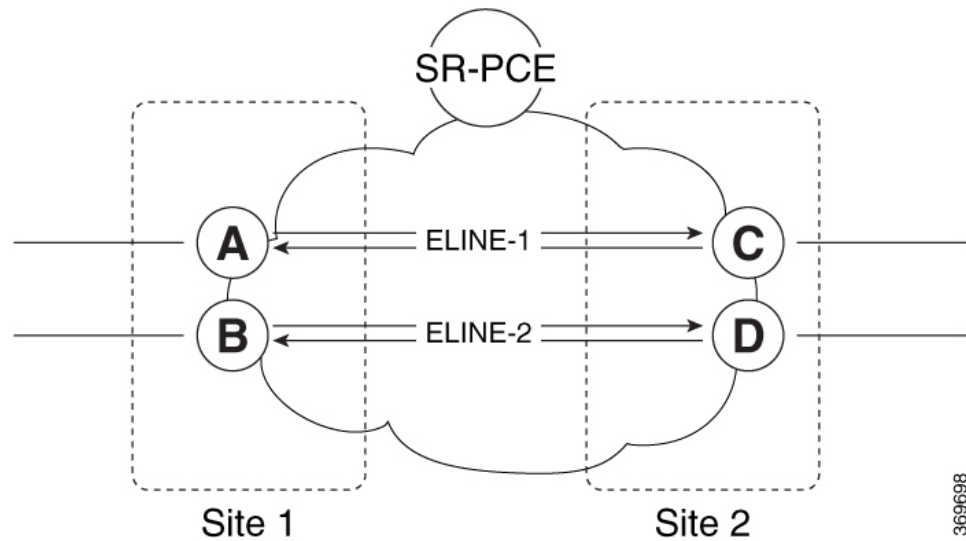 SR-PCE
A
ELINE-1
C
B
ELINE-2
D
Site 1
Site 2
369698